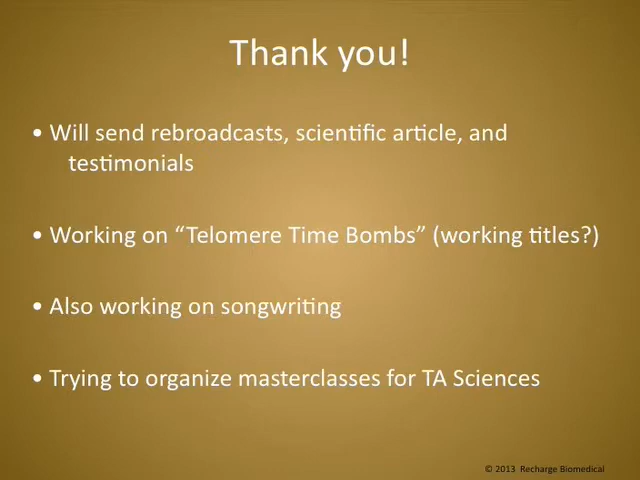 Thank you!
• Will send rebroadcasts, scientific article, and
testimonials
• Working on “Telomere Time Bombs” (working titles?)
• Also working on songwriting
• Trying to organize masterclasses for TA Sciences
© 2013 Recharge Biomedical